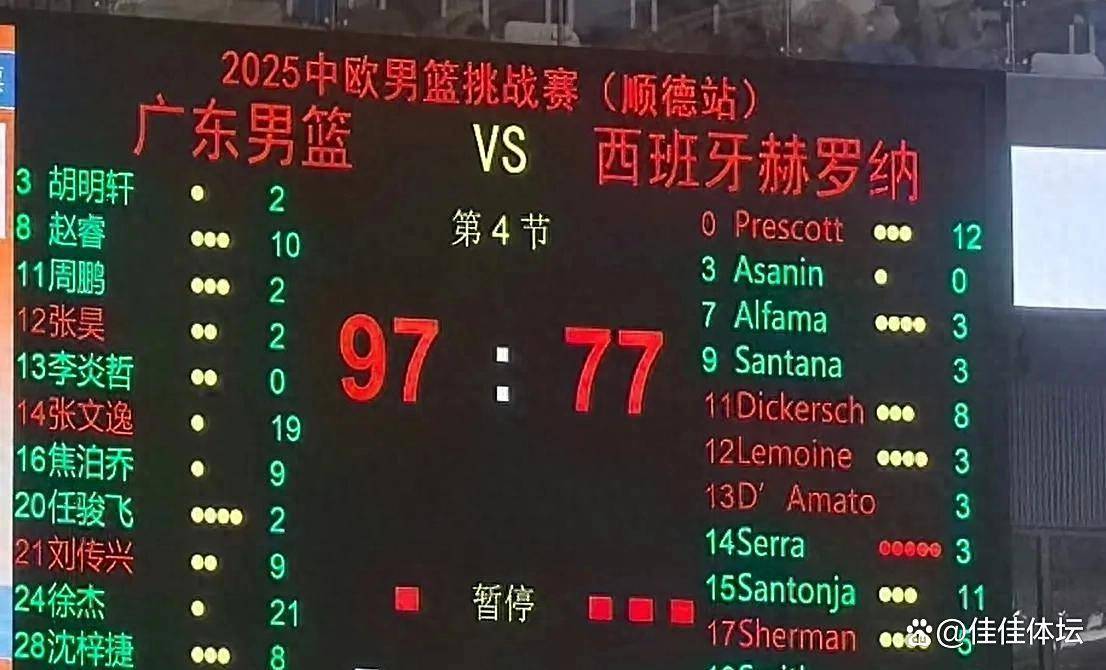 2025中欧男篮挑战赛（顺德站）
广东男篮 VS 西班牙赫罗纳
第 4 节
97 : 77
暂停
3 胡明轩 2
8 赵睿 10
11周鹏 2
12张昊 2
13李炎哲 0
14张文逸 19
16焦泊乔 9
20任骏飞 2
21刘传兴 9
24徐杰 21
28沈梓捷 8
0 Prescott 12
3 Asanin 0
7 Alfama 3
9 Santana 3
11Dickersch 8
12Lemoine 3
13D' Amato 3
14Serra 3
15Santonja 11
17Sherman
@佳佳体坛